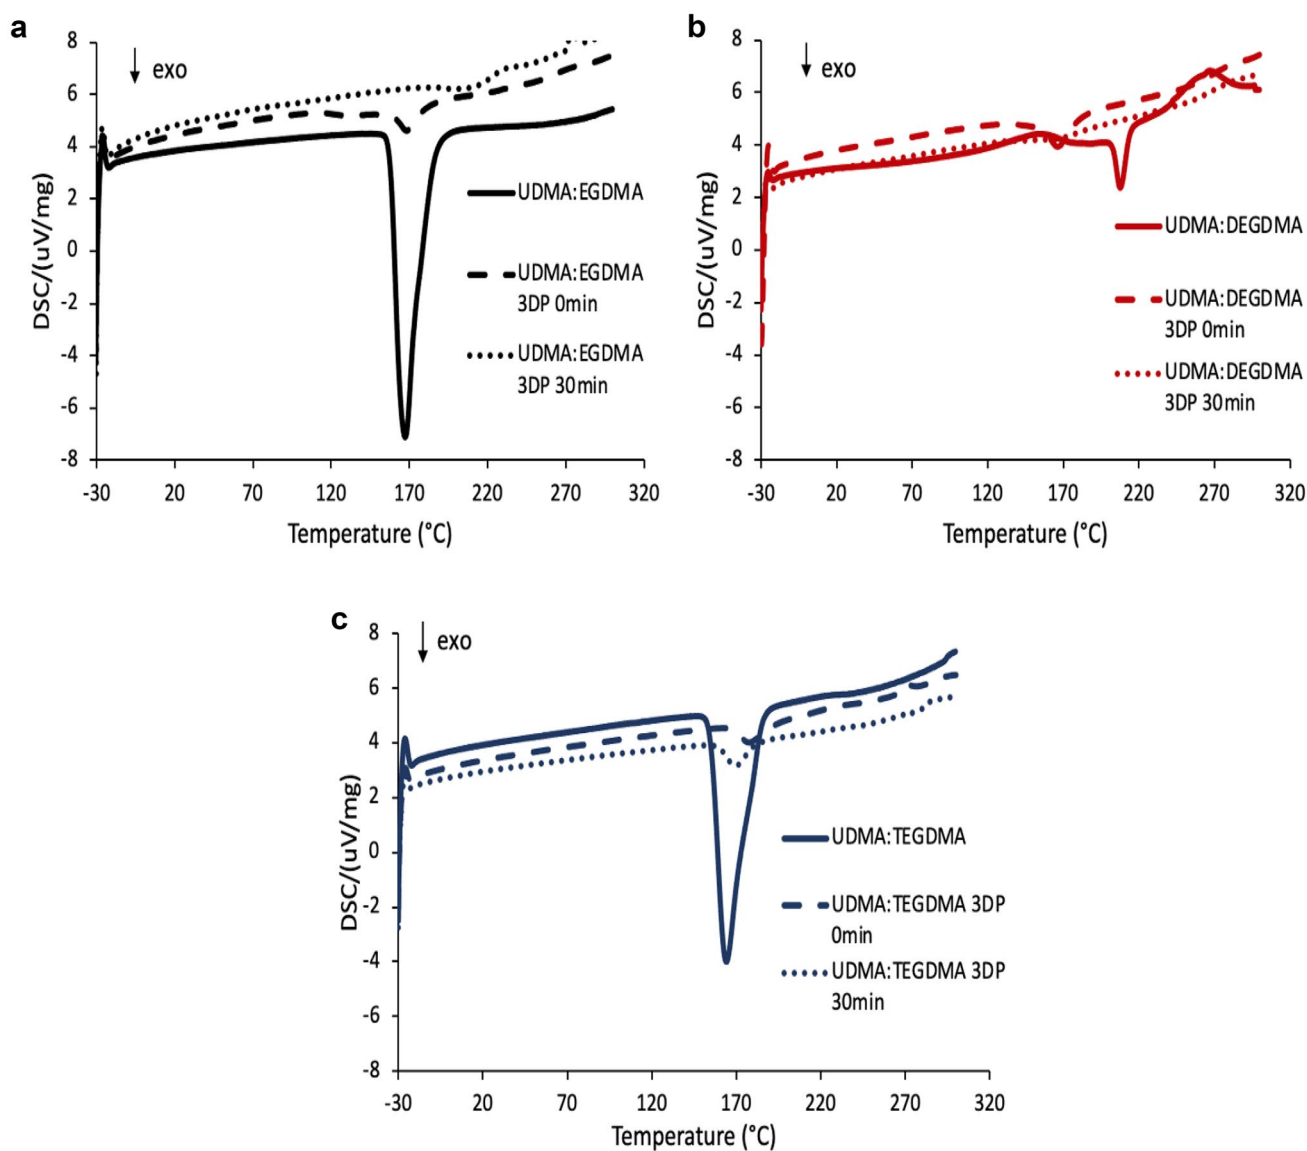 a
8
6
4
2
0
-2
-4
-6
-8
exo
DSC/(uV/mg)
UDMA:EGDMA
UDMA:EGDMA
3DP 0min
UDMA:EGDMA
3DP 30min
-30 20 70 120 170 220 270 320
Temperature (°C)
b
8
6
4
2
0
-2
-4
-6
-8
exo
DSC/(uV/mg)
UDMA:DEGDMA
UDMA:DEGDMA
3DP 0min
UDMA:DEGDMA
3DP 30min
-30 20 70 120 170 220 270 320
Temperature (°C)
c
8
6
4
2
0
-2
-4
-6
-8
exo
DSC/(uV/mg)
UDMA:TEGDMA
UDMA:TEGDMA 3DP
0min
UDMA:TEGDMA 3DP
30min
-30 20 70 120 170 220 270 320
Temperature (°C)